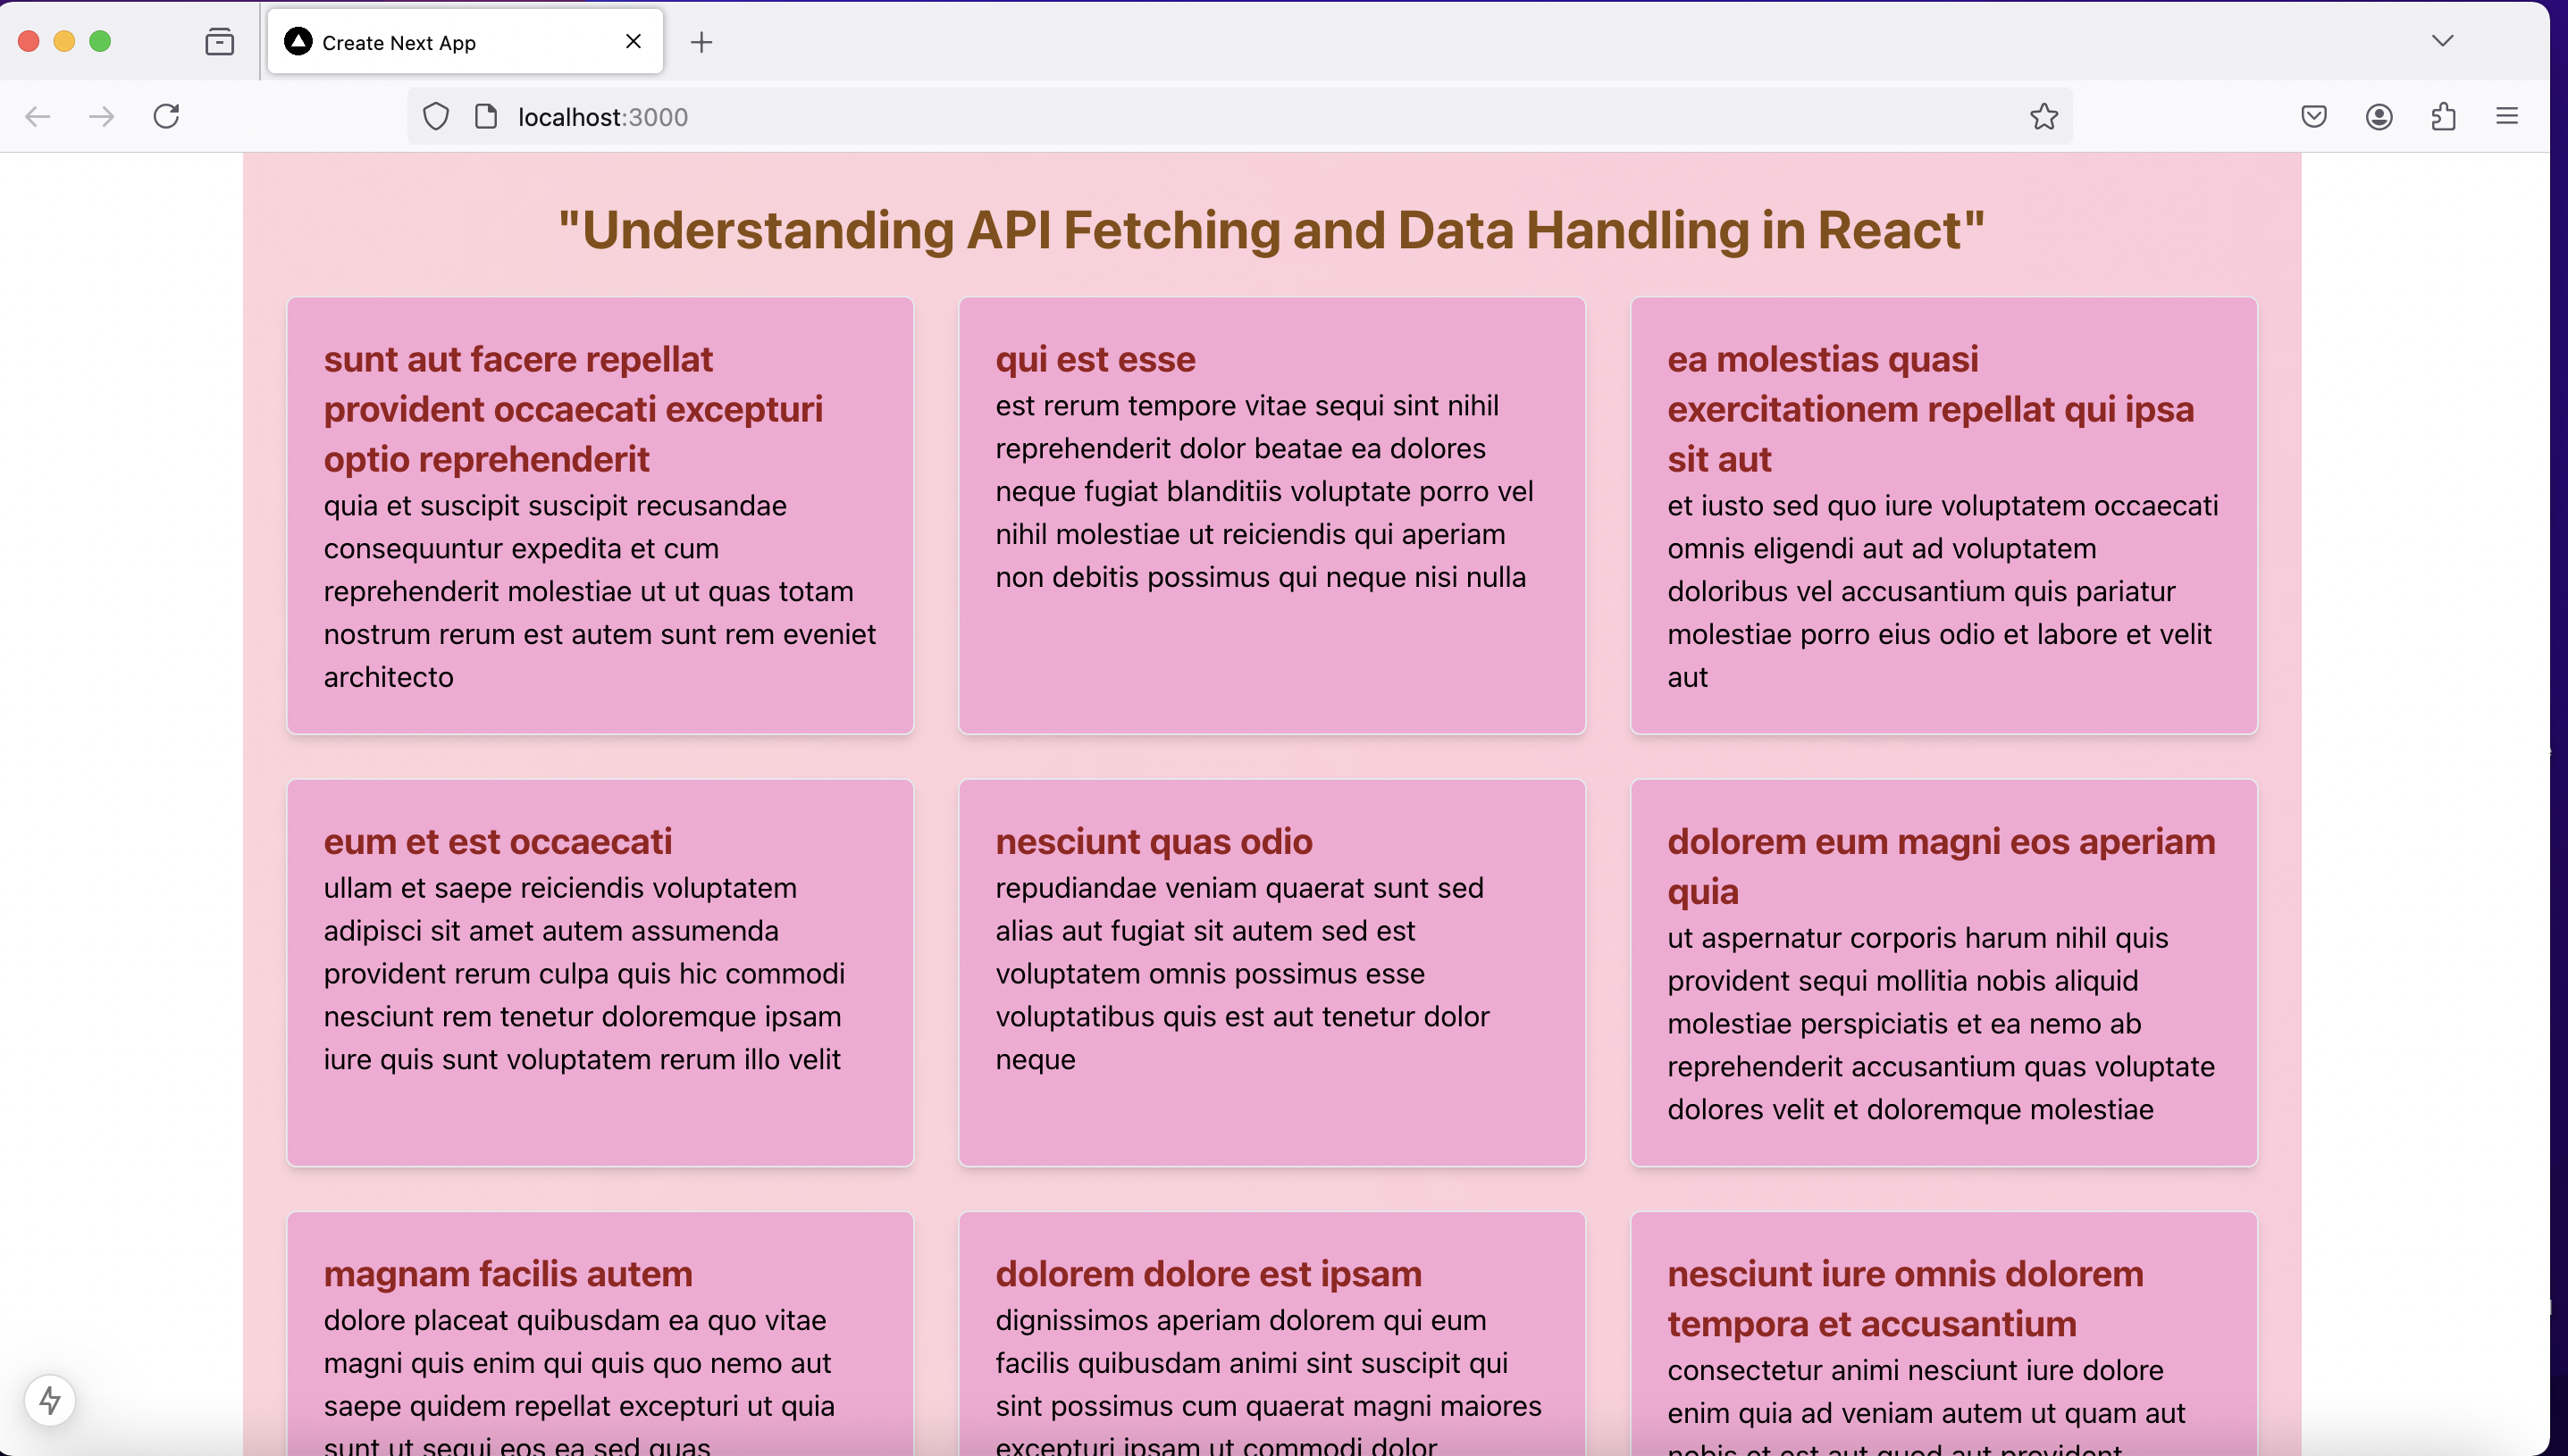 Create Next App
localhost:3000
"Understanding API Fetching and Data Handling in React"
sunt aut facere repellat
provident occaecati excepturi
optio reprehenderit
quia et suscipit suscipit recusandae
consequuntur expedita et cum
reprehenderit molestiae ut ut quas totam
nostrum rerum est autem sunt rem eveniet
architecto
qui est esse
est rerum tempore vitae sequi sint nihil
reprehenderit dolor beatae ea dolores
neque fugiat blanditiis voluptate porro vel
nihil molestiae ut reiciendis qui aperiam
non debitis possimus qui neque nisi nulla
ea molestias quasi
exercitationem repellat qui ipsa
sit aut
et iusto sed quo iure voluptatem occaecati
omnis eligendi aut ad voluptatem
doloribus vel accusantium quis pariatur
molestiae porro eius odio et labore et velit
aut
eum et est occaecati
ullam et saepe reiciendis voluptatem
adipisci sit amet autem assumenda
provident rerum culpa quis hic commodi
nesciunt rem tenetur doloremque ipsam
iure quis sunt voluptatem rerum illo velit
nesciunt quas odio
repudiandae veniam quaerat sunt sed
alias aut fugiat sit autem sed est
voluptatem omnis possimus esse
voluptatibus quis est aut tenetur dolor
neque
dolorem eum magni eos aperiam
quia
ut aspernatur corporis harum nihil quis
provident sequi mollitia nobis aliquid
molestiae perspiciatis et ea nemo ab
reprehenderit accusantium quas voluptate
dolores velit et doloremque molestiae
magnam facilis autem
dolore placeat quibusdam ea quo vitae
magni quis enim qui quis quo nemo aut
saepe quidem repellat excepturi ut quia
sunt ut sequi eos ea sed quas
dolorem dolore est ipsam
dignissimos aperiam dolorem qui eum
facilis quibusdam animi sint suscipit qui
sint possimus cum quaerat magni maiores
excepturi ipsam ut commodi dolor
nesciunt iure omnis dolorem
tempora et accusantium
consectetur animi nesciunt iure dolore
enim quia ad veniam autem ut quam aut
nobis et est aut quod aut provident